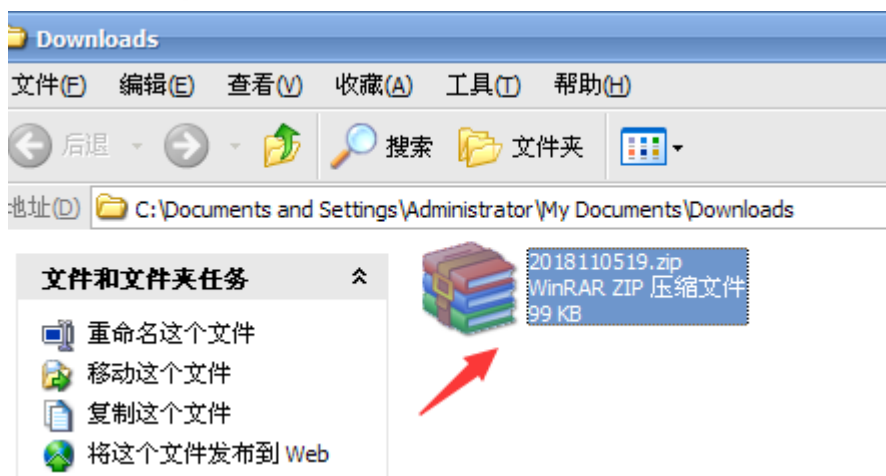 Downloads
文件(F) 编辑(E) 查看(V) 收藏(A) 工具(T) 帮助(H)
后退 搜索 文件夹
地址(D) C:\Documents and Settings\Administrator\My Documents\Downloads
文件和文件夹任务
重命名这个文件
移动这个文件
复制这个文件
将这个文件发布到 Web
2018110519.zip
WinRAR ZIP 压缩文件
99 KB